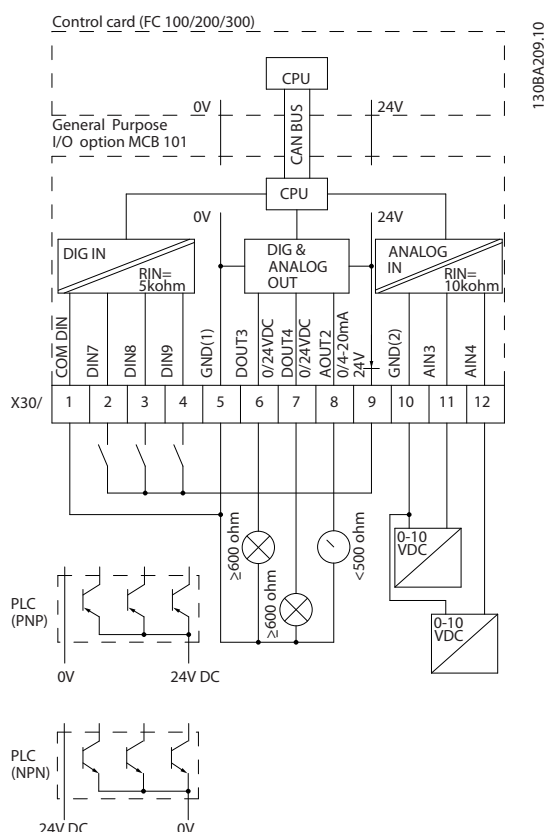 Control card (FC 100/200/300)
130BA209.10
CPU
0V
24V
CAN BUS
General Purpose
I/O option MCB 101
CPU
0V
24V
DIG IN
RIN=
5kohm
DIG &
ANALOG
OUT
ANALOG
IN
RIN=
10kohm
COM DIN
DIN7
DIN8
DIN9
GND(1)
DOUT3
0/24VDC
DOUT4
0/24VDC
AOUT2
0/4-20mA
24V
GND(2)
AIN3
AIN4
X30/
1
2
3
4
5
6
7
8
9
10
11
12
≥600 ohm
≥600 ohm
<500 ohm
0-10
VDC
0-10
VDC
PLC
(PNP)
0V
24V DC
PLC
(NPN)
24V DC
0V